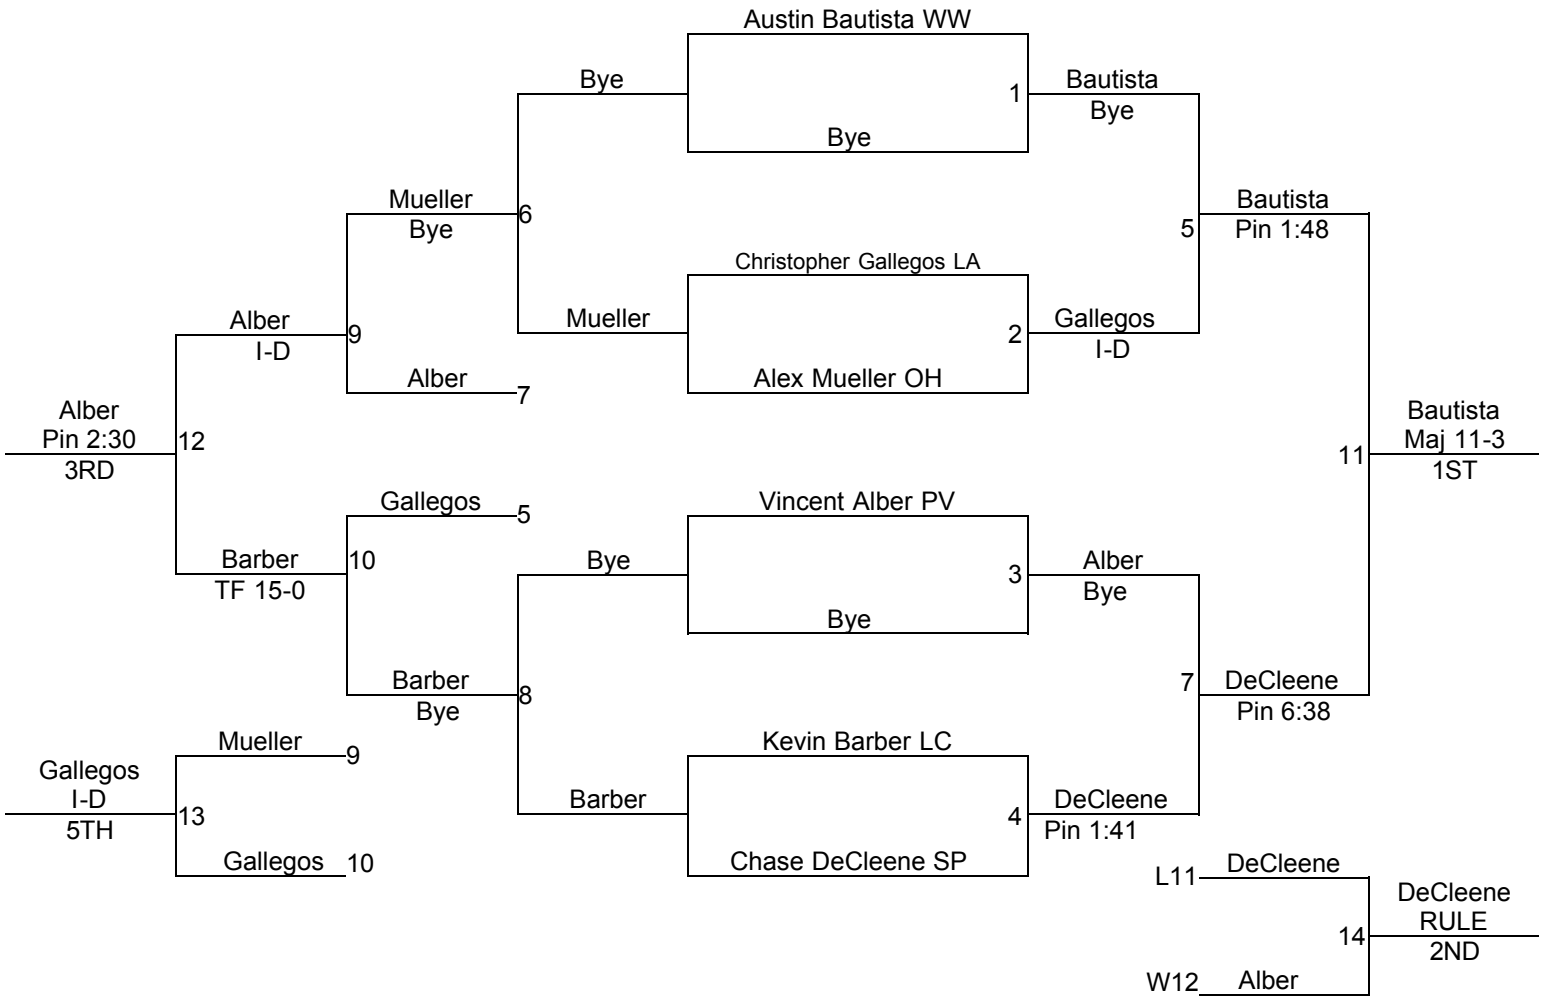 Austin Bautista WW
Bye
1
Bautista
Bye
Bye
Mueller
Bye
6
5
Bautista
Pin 1:48
Christopher Gallegos LA
Alber
I-D
9
Mueller
2
Gallegos
I-D
Alber
7
Alex Mueller OH
Alber
Pin 2:30
3RD
12
11
Bautista
Maj 11-3
1ST
Gallegos
5
Vincent Alber PV
Barber
TF 15-0
10
Bye
3
Alber
Bye
Bye
Barber
Bye
8
7
DeCleene
Pin 6:38
Mueller
9
Kevin Barber LC
Gallegos
I-D
5TH
13
Barber
4
DeCleene
Pin 1:41
Gallegos
10
Chase DeCleene SP
L11
DeCleene
14
DeCleene
RULE
2ND
W12
Alber